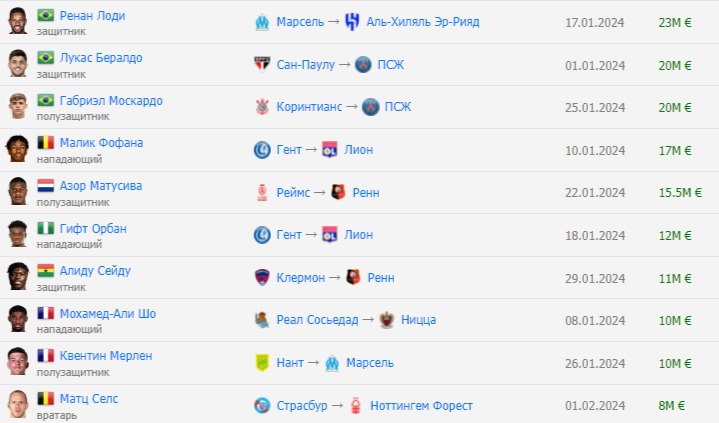 Ренан Лоди
защитник
Марсель → Аль-Хиляль Эр-Рияд 17.01.2024 23M €
Лукас Бералдо
защитник
Сан-Паулу → ПСЖ 01.01.2024 20M €
Габриэл Москардо
полузащитник
Коринтианс → ПСЖ 25.01.2024 20M €
Малик Фофана
нападающий
Гент → Лион 10.01.2024 17M €
Азор Матусива
полузащитник
Реймс → Ренн 22.01.2024 15.5M €
Гифт Орбан
нападающий
Гент → Лион 18.01.2024 12M €
Алиду Сейду
защитник
Клермон → Ренн 29.01.2024 11M €
Мохамед-Али Шо
нападающий
Реал Сосьедад → Ницца 08.01.2024 10M €
Квентин Мерлен
полузащитник
Нант → Марсель 26.01.2024 10M €
Матц Селс
вратарь
Страсбур → Ноттингем Форест 01.02.2024 8M €